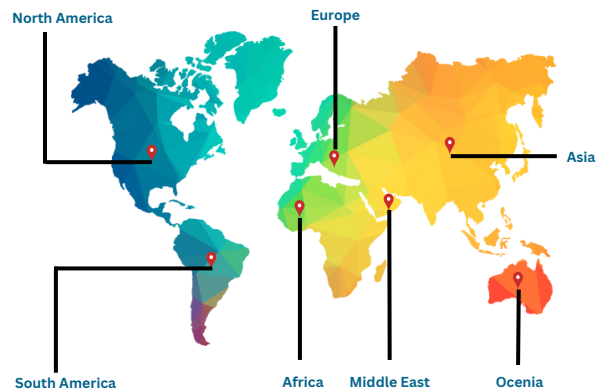 Europe
North America
Asia
South America
Africa
Middle East
Ocenia